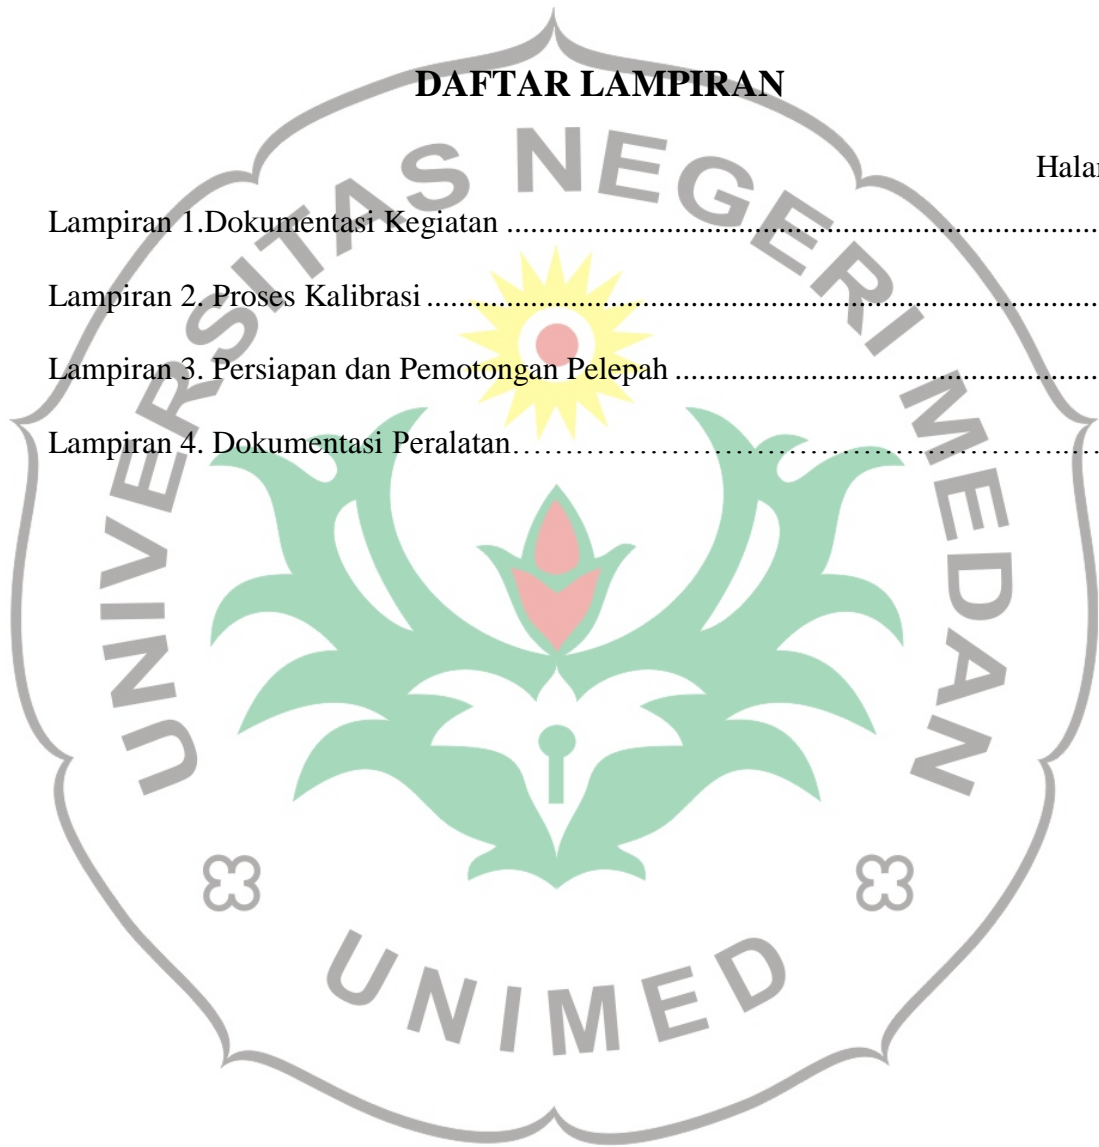 DAFTAR LAMPIRAN
Lampiran 1.Dokumentasi Kegiatan ..........................................................................
Lampiran 2. Proses Kalibrasi ....................................................................................
Lampiran 3. Persiapan dan Pemotongan Pelepah .....................................................
Lampiran 4. Dokumentasi Peralatan…………………………………………………..…
UNIVERSITAS NEGERI MEDAN
UNIMED